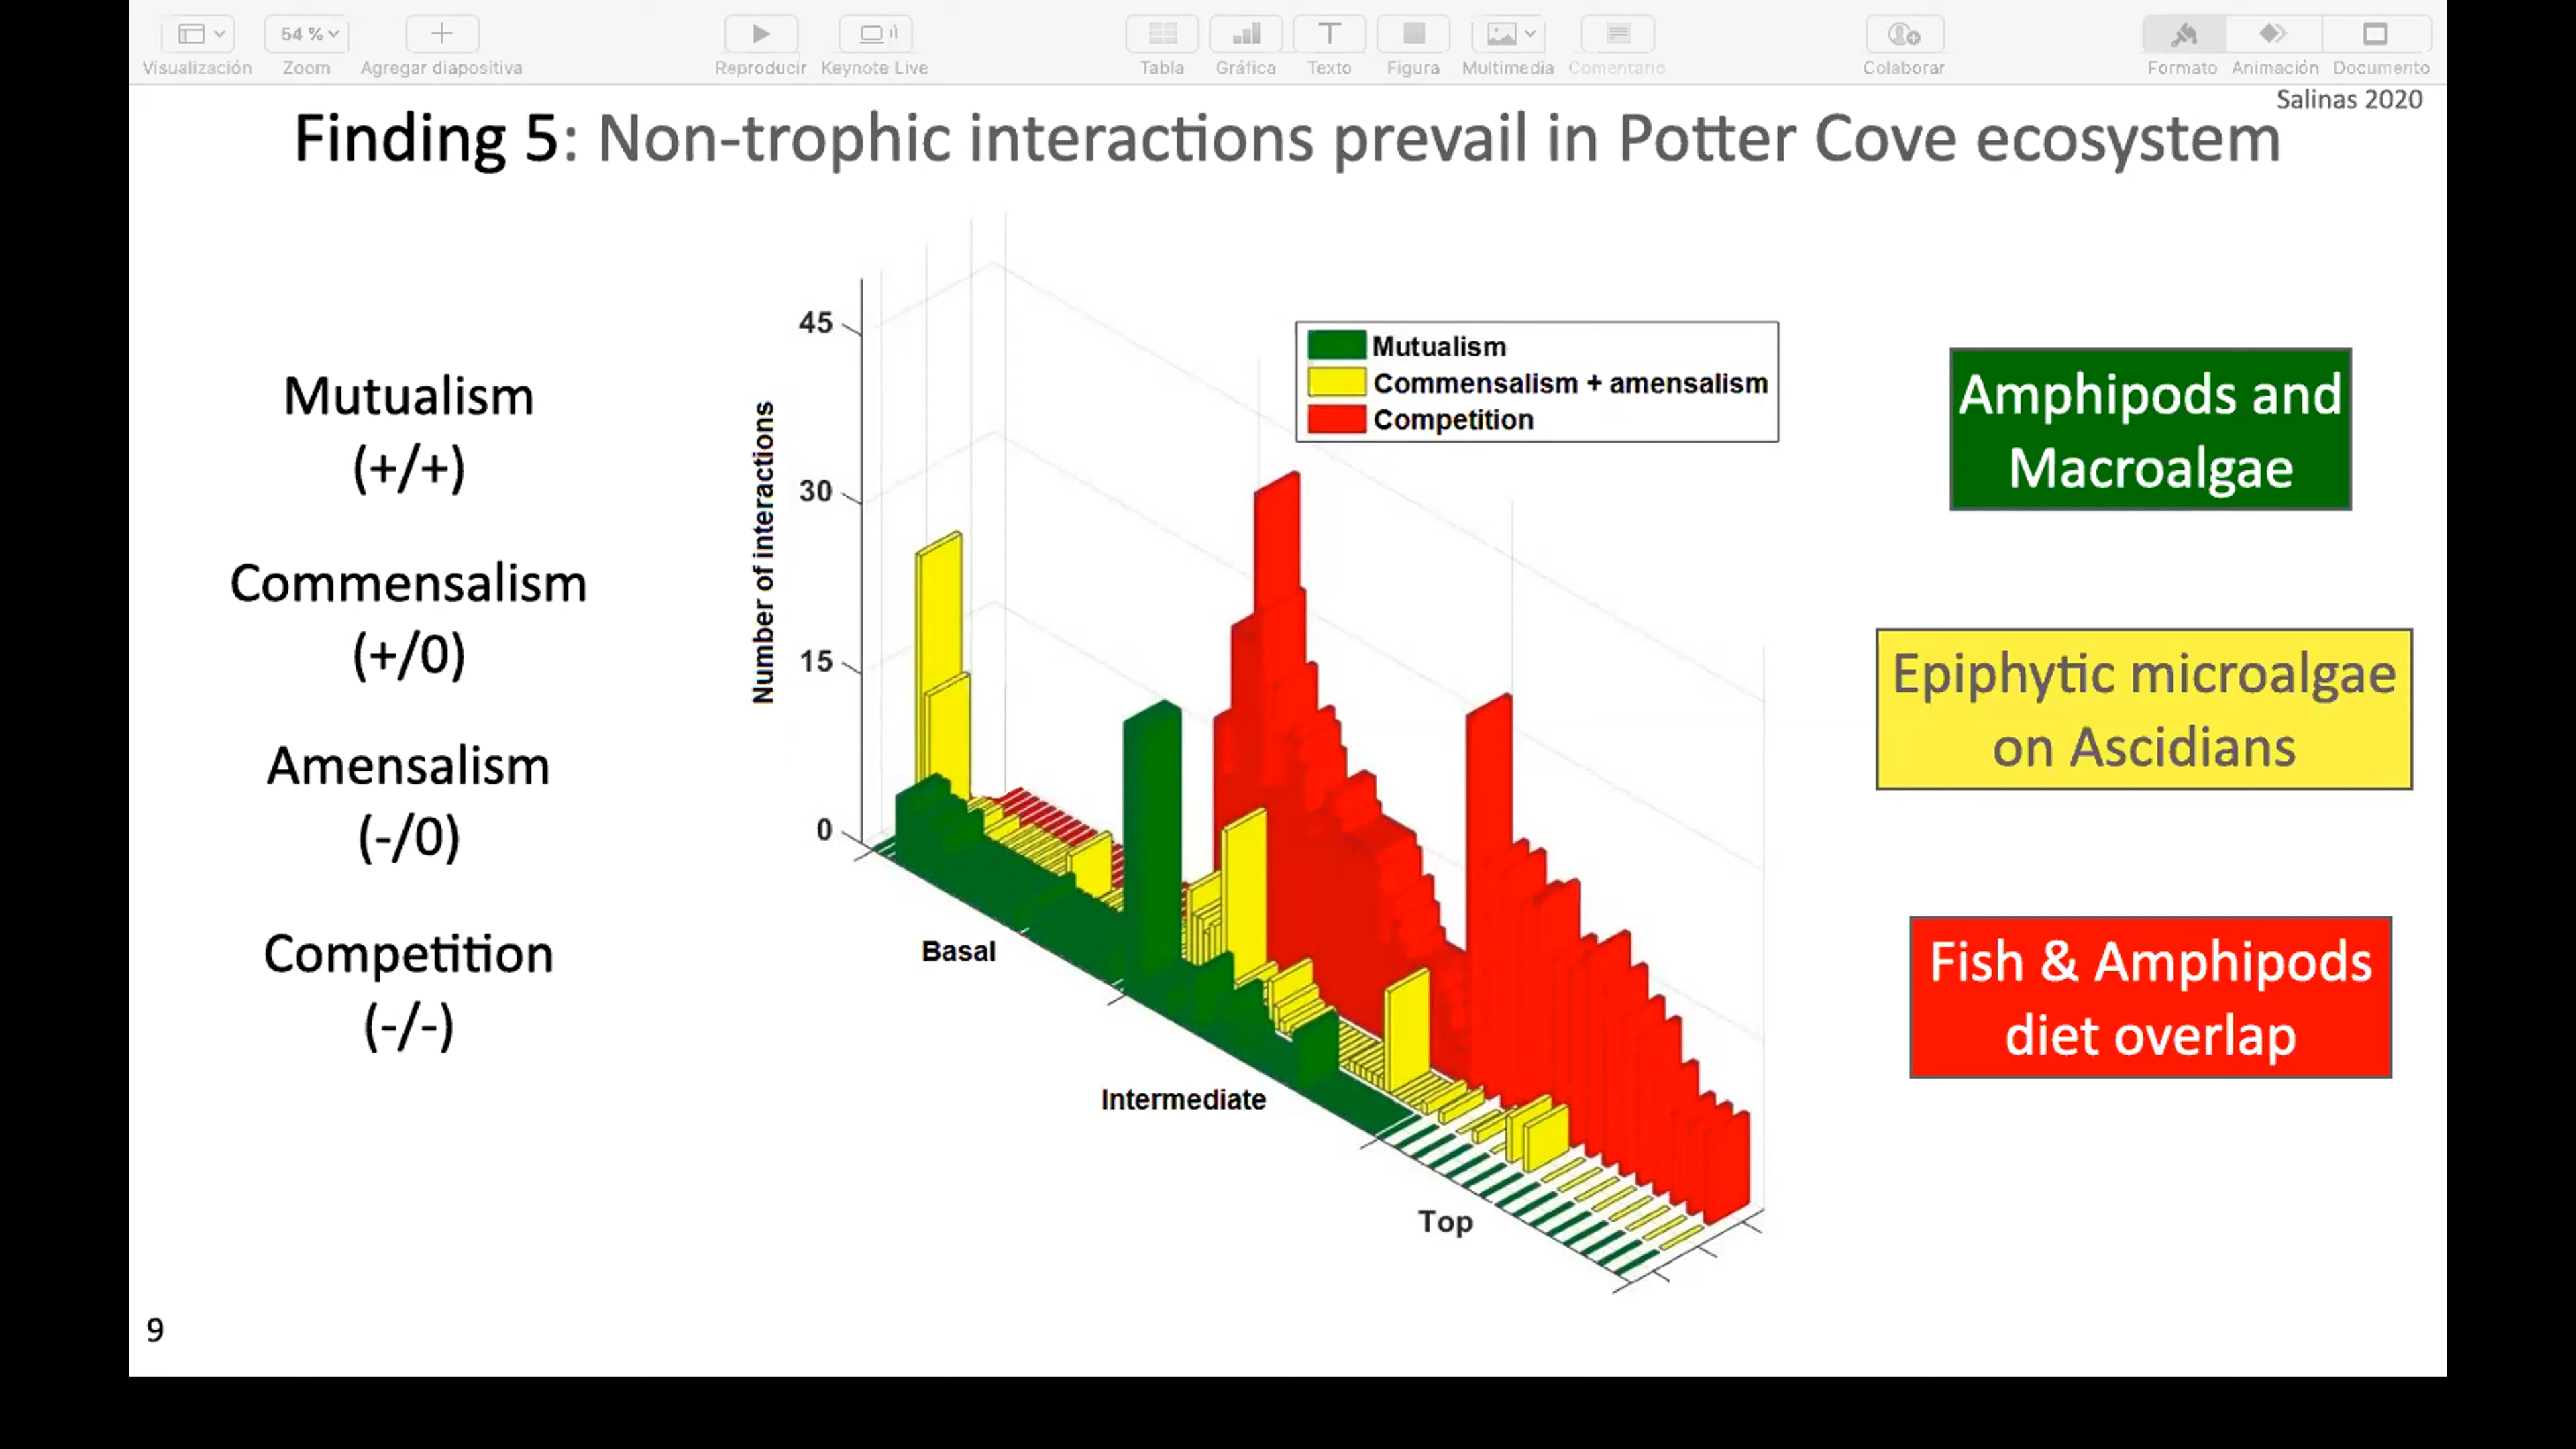 54 %
Visualización
Zoom
Agregar diapositiva
Reproducir
Keynote Live
Tabla
Gráfica
Texto
Figura
Multimedia
Comentario
Colaborar
Formato
Animación
Documento
Salinas 2020
Finding 5: Non-trophic interactions prevail in Potter Cove ecosystem
Mutualism
(+/+)
Commensalism
(+/0)
Amensalism
(-/0)
Competition
(-/-)
Number of interactions
45
30
15
0
Basal
Intermediate
Top
Mutualism
Commensalism + amensalism
Competition
Amphipods and
Macroalgae
Epiphytic microalgae
on Ascidians
Fish & Amphipods
diet overlap
9